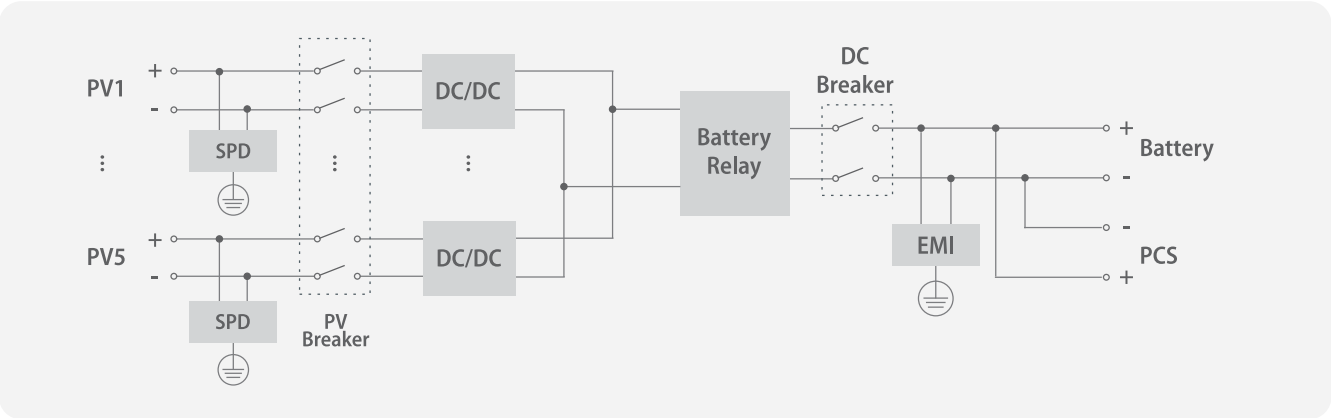 PV1
+
-
SPD
DC/DC
⋮
⋮
⋮
PV5
+
-
SPD
DC/DC
PV
Breaker
Battery
Relay
DC
Breaker
EMI
+
Battery
-
-
PCS
+